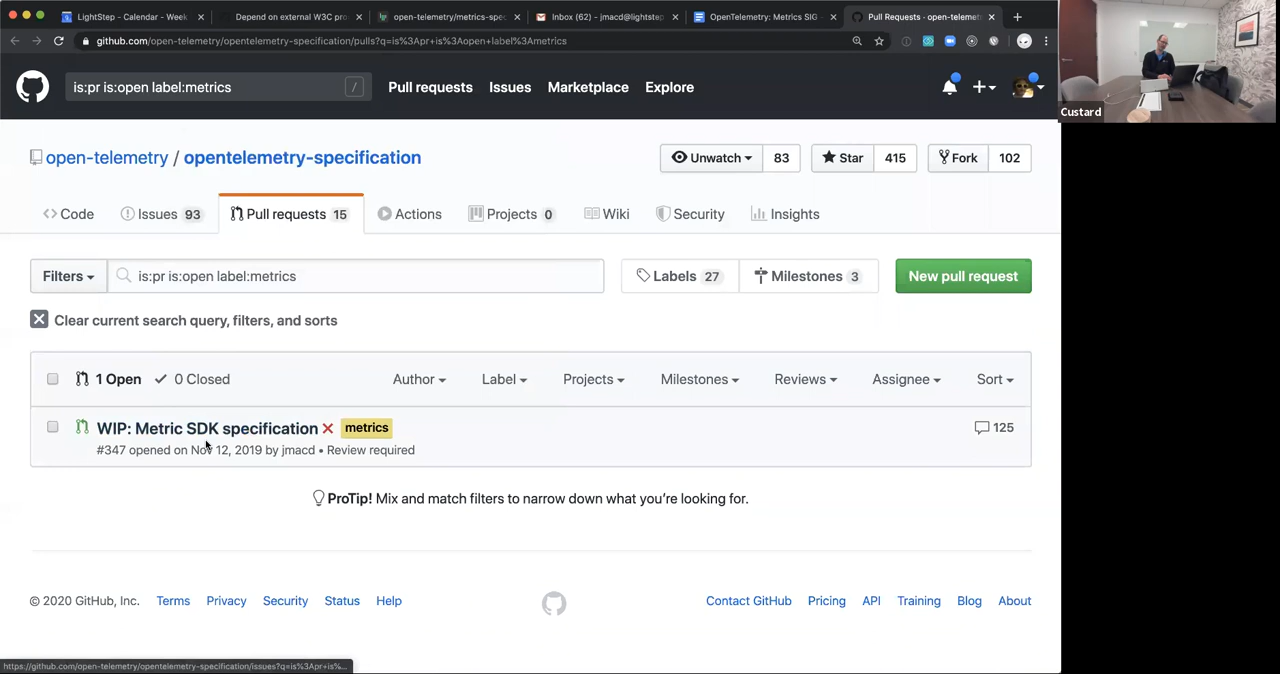 LightStep - Calendar - Week
Depend on external W3C pro
open-telemetry/metrics-spec
Inbox (62) - jmacd@lightstep
OpenTelemetry: Metrics SIG -
Pull Requests · open-telemet
github.com/open-telemetry/opentelemetry-specification/pulls?q=is%3Apr+is%3Aopen+label%3Ametrics
is:pr is:open label:metrics
/
Pull requests
Issues
Marketplace
Explore
Custard
open-telemetry / opentelemetry-specification
Unwatch 83
Star 415
Fork 102
Code
Issues 93
Pull requests 15
Actions
Projects 0
Wiki
Security
Insights
Filters
is:pr is:open label:metrics
Labels 27
Milestones 3
New pull request
Clear current search query, filters, and sorts
1 Open
0 Closed
Author
Label
Projects
Milestones
Reviews
Assignee
Sort
WIP: Metric SDK specification
metrics
125
#347 opened on Nov 12, 2019 by jmacd • Review required
ProTip! Mix and match filters to narrow down what you're looking for.
© 2020 GitHub, Inc.
Terms
Privacy
Security
Status
Help
Contact GitHub
Pricing
API
Training
Blog
About
https://github.com/open-telemetry/opentelemetry-specification/issues?q=is%3Apr+is%...